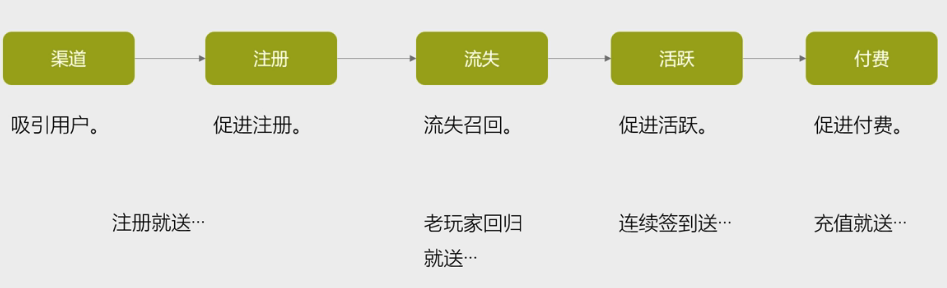 渠道
注册
流失
活跃
付费
吸引用户。
促进注册。
流失召回。
促进活跃。
促进付费。
注册就送…
老玩家回归
就送…
连续签到送…
充值就送…